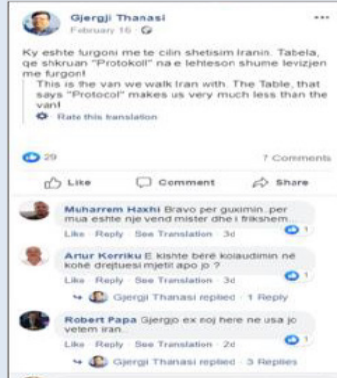 Gjergji Thanasi
February 16
Ky eshte furgoni me te cilin shetisim Iranin. Tabela,
qe shkruan "Protokoll" na e lehteson shume levizjen
me furgon!
This is the van we walk Iran with. The Table, that
says "Protocol" makes us very much less than the
van!
Rate this translation
29
7 Comments
Like Comment Share
Muharrem Haxhi Bravo per guximin..per
mua eshte nje vend mister dhe i frikshem...
Like Reply See Translation 3d
1
Artur Kerriku E kishte bërë kolaudimin në
kohë drejtuesi mjetit apo jo ?
Like Reply See Translation 3d
1
Gjergji Thanasi replied 1 Reply
Robert Papa Gjergjo ex noj here ne usa jo
vetem iran...
Like Reply See Translation 2d
1
Gjergji Thanasi replied 3 Replies